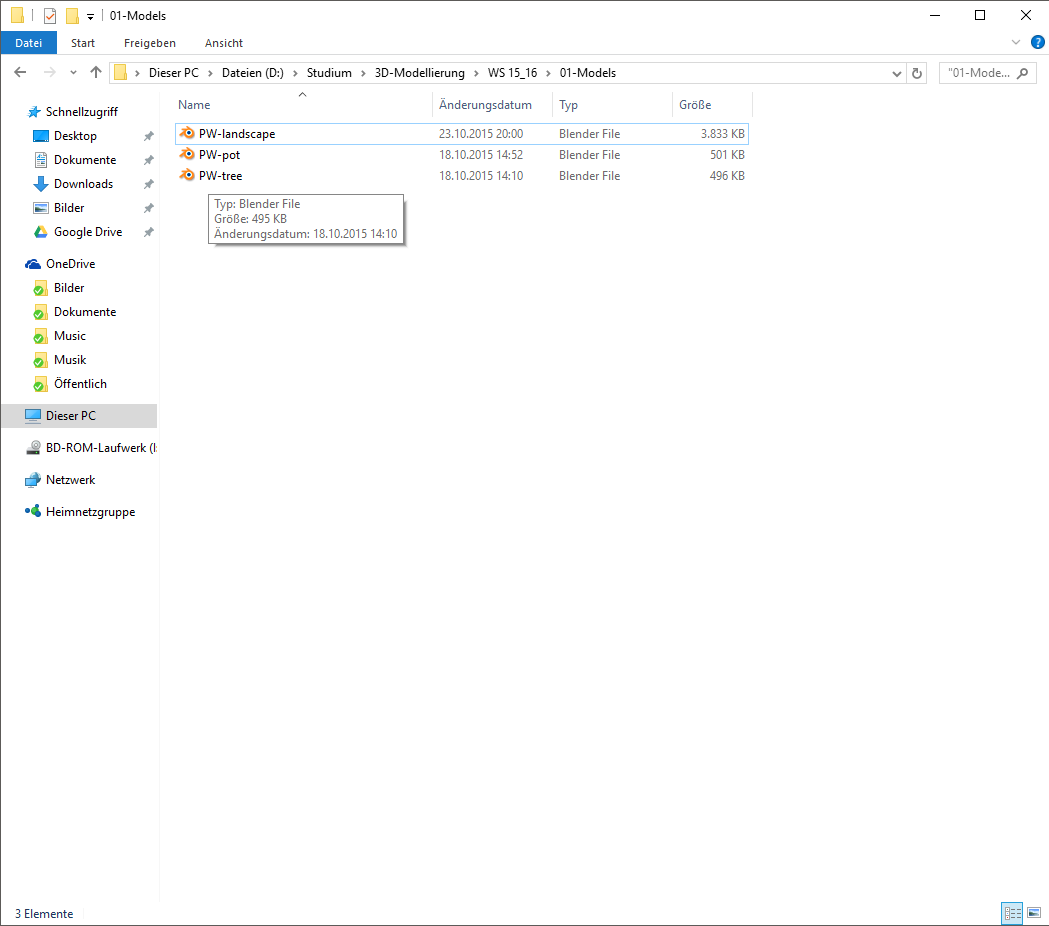 01-Models
Datei Start Freigeben Ansicht ?
Dieser PC Dateien (D:) Studium 3D-Modellierung WS 15_16 01-Models "01-Mode...
Name Änderungsdatum Typ Größe
PW-landscape 23.10.2015 20:00 Blender File 3.833 KB
PW-pot 18.10.2015 14:52 Blender File 501 KB
PW-tree 18.10.2015 14:10 Blender File 496 KB
Typ: Blender File
Größe: 495 KB
Änderungsdatum: 18.10.2015 14:10
Schnellzugriff
Desktop
Dokumente
Downloads
Bilder
Google Drive
OneDrive
Bilder
Dokumente
Music
Musik
Öffentlich
Dieser PC
BD-ROM-Laufwerk (
Netzwerk
Heimnetzgruppe
3 Elemente